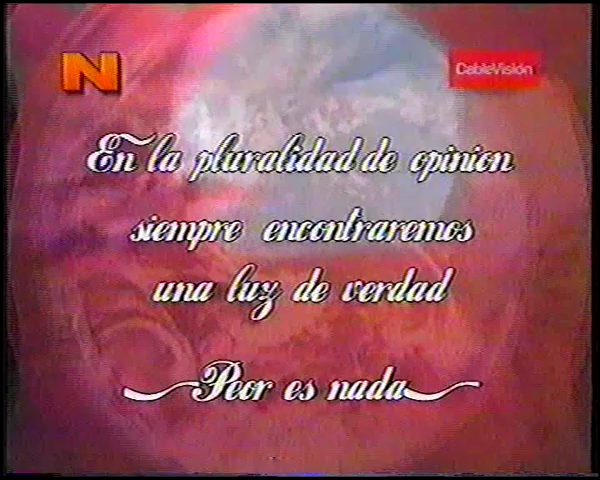 N
CableVisión
En la pluralidad de opinion
siempre encontraremos
una luz de verdad
Peor es nada